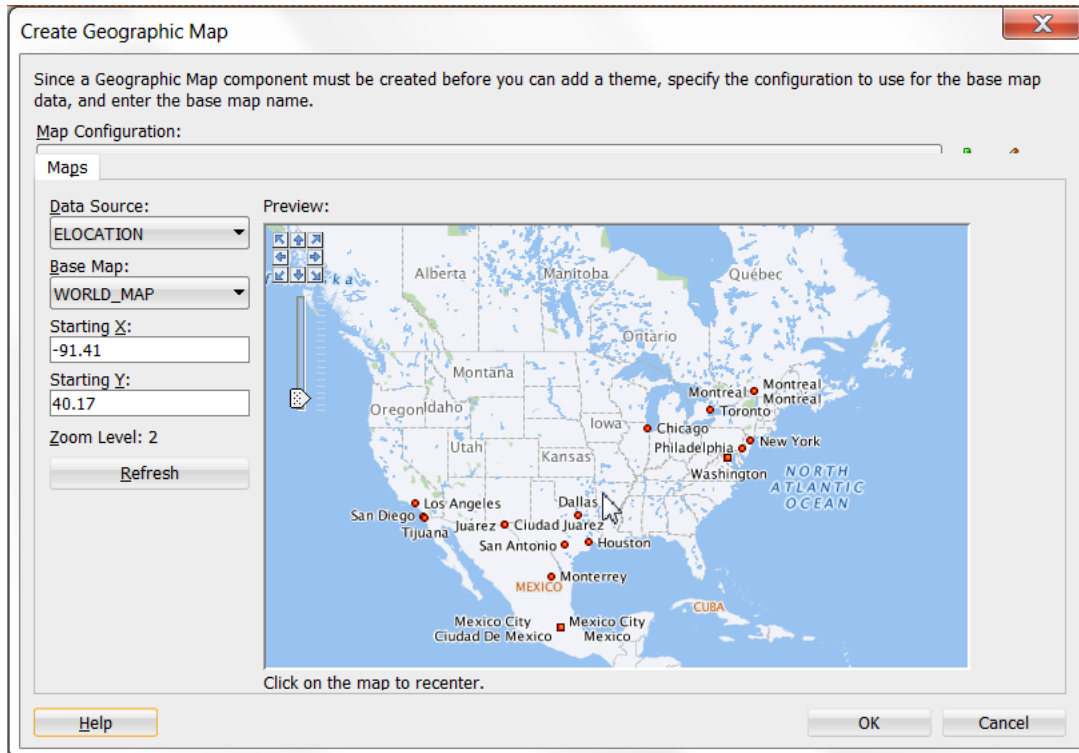 Create Geographic Map
Since a Geographic Map component must be created before you can add a theme, specify the configuration to use for the base map
data, and enter the base map name.
Map Configuration:
Maps
Data Source:
ELOCATION
Base Map:
WORLD_MAP
Starting X:
-91.41
Starting Y:
40.17
Zoom Level: 2
Refresh
Preview:
Alberta
Manitoba
Québec
Ontario
Montana
Montréal
Montreal
Montréal
Toronto
Oregon
Idaho
Iowa
Chicago
New York
Philadelphia
Utah
Kansas
Washington
NORTH
ATLANTIC
OCEAN
Los Angeles
Dallas
San Diego
Tijuana
Juárez
Ciudad Juárez
San Antonio
Houston
Monterrey
MEXICO
CUBA
Mexico City
Ciudad De Mexico
Mexico City
Mexico
Click on the map to recenter.
Help
OK
Cancel